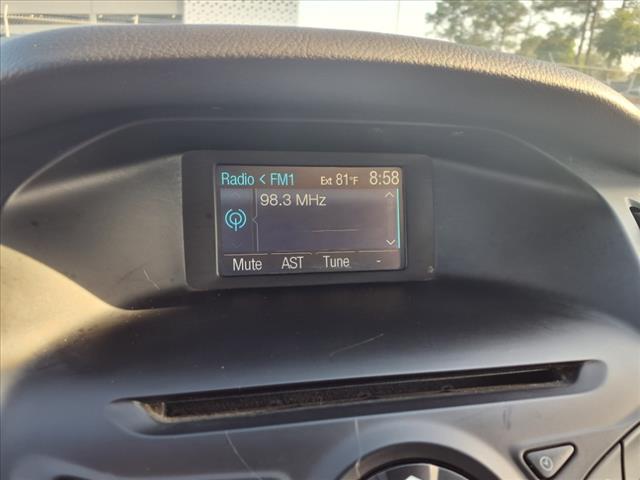 Radio < FM1 Ext 81°F 8:58
98.3 MHz
Mute AST Tune -